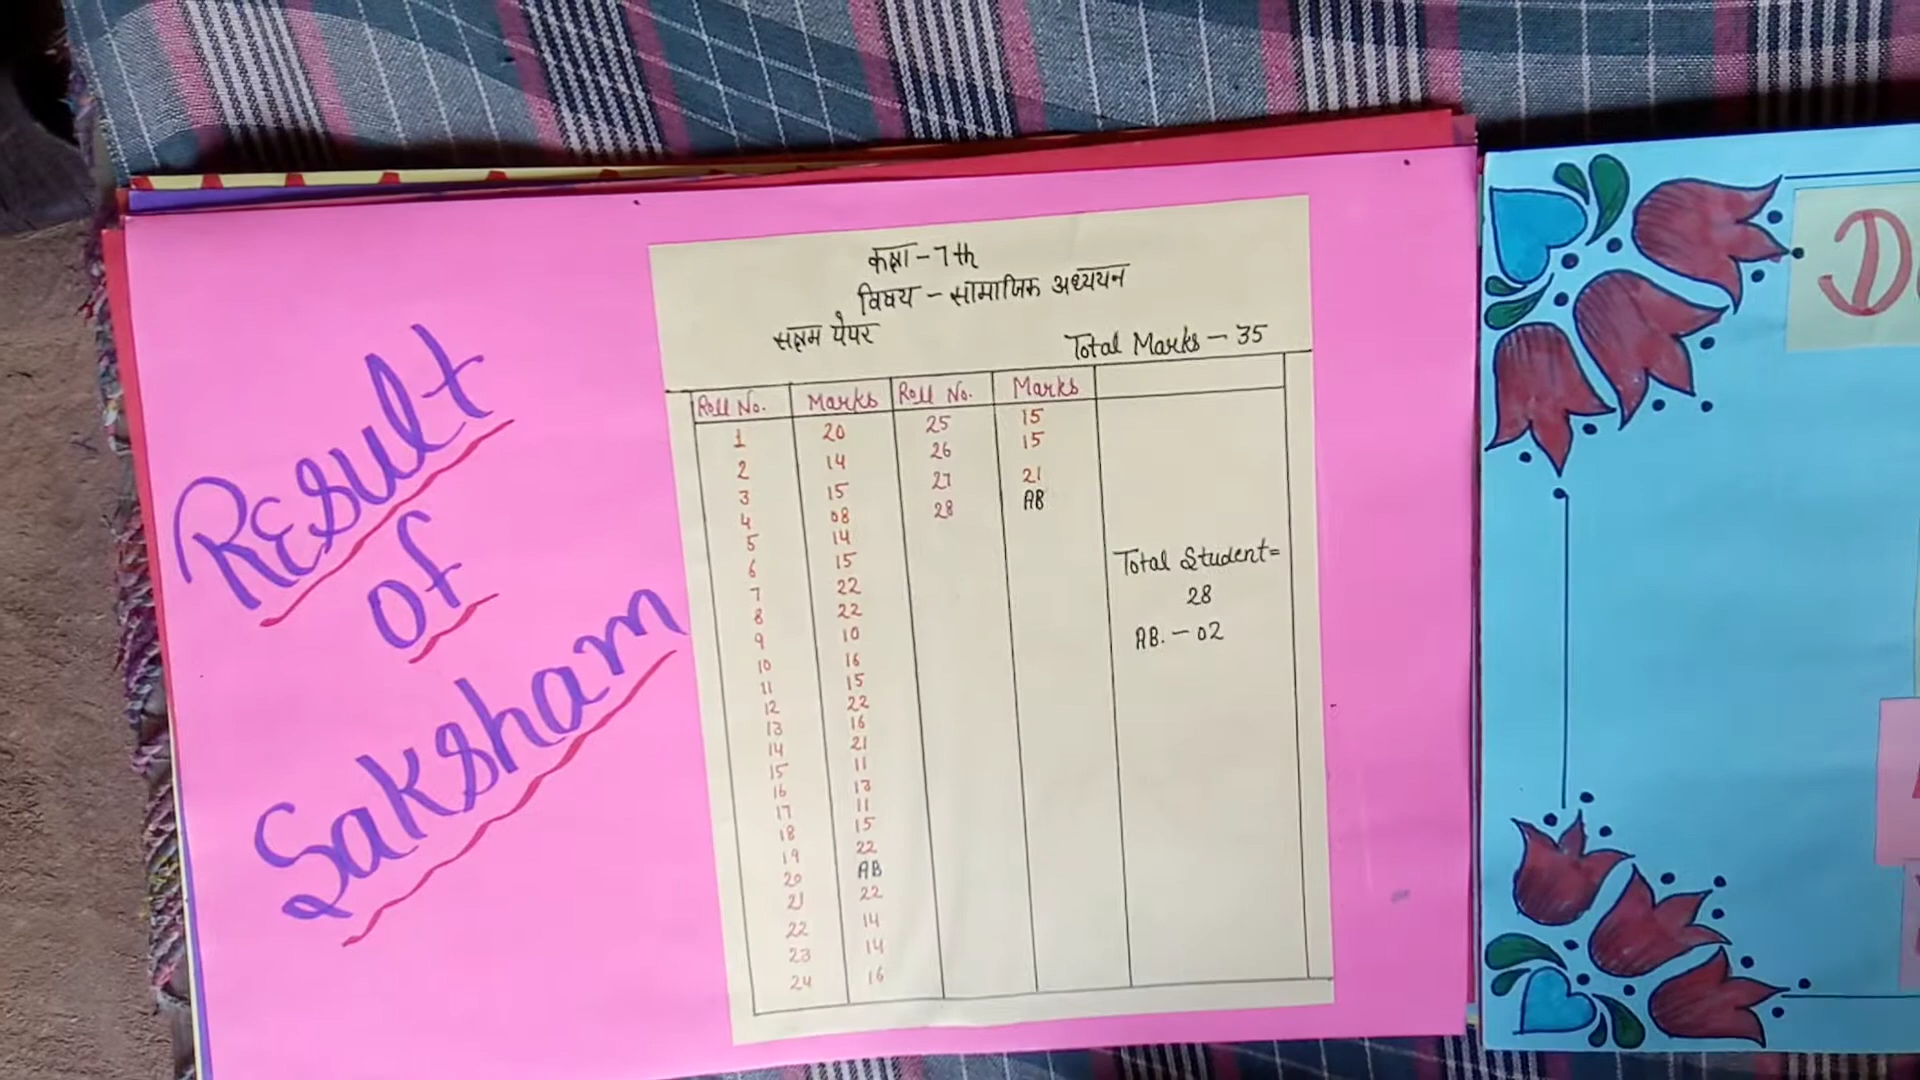 Result
of
Saksham
कक्षा - 7th
विषय - सामाजिक अध्ययन
सक्षम पेपर Total Marks - 35
Roll No. Marks Roll No. Marks
1 20 25 15
2 14 26 15
3 15 27 21
4 08 28 AB
5 14
6 15
7 22
8 22
9 10
10 16
11 15
12 22
13 16
14 21
15 11
16 13
17 11
18 15
19 22
20 AB
21 22
22 14
23 14
24 16
Total Student=
28
AB. - 02